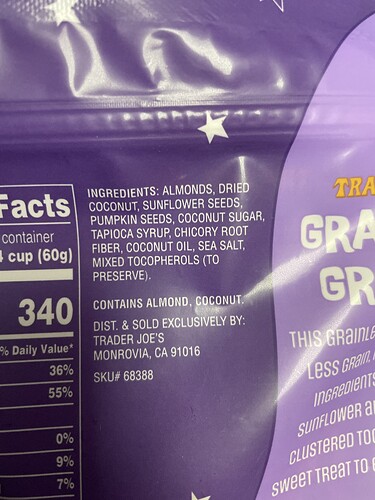 Facts
container
cup (60g)
340
% Daily Value*
36%
55%
0%
9%
7%
INGREDIENTS: ALMONDS, DRIED
COCONUT, SUNFLOWER SEEDS,
PUMPKIN SEEDS, COCONUT SUGAR,
TAPIOCA SYRUP, CHICORY ROOT
FIBER, COCONUT OIL, SEA SALT,
MIXED TOCOPHEROLS (TO
PRESERVE).
CONTAINS ALMOND, COCONUT.
DIST. & SOLD EXCLUSIVELY BY:
TRADER JOE'S
MONROVIA, CA 91016
SKU# 68388
TRA
GRA
GR
THIS GRAINLE
LESS GRAIN,
INGREDIENTS
SUNFLOWER
CLUSTERED TO
SWEET TREAT TO